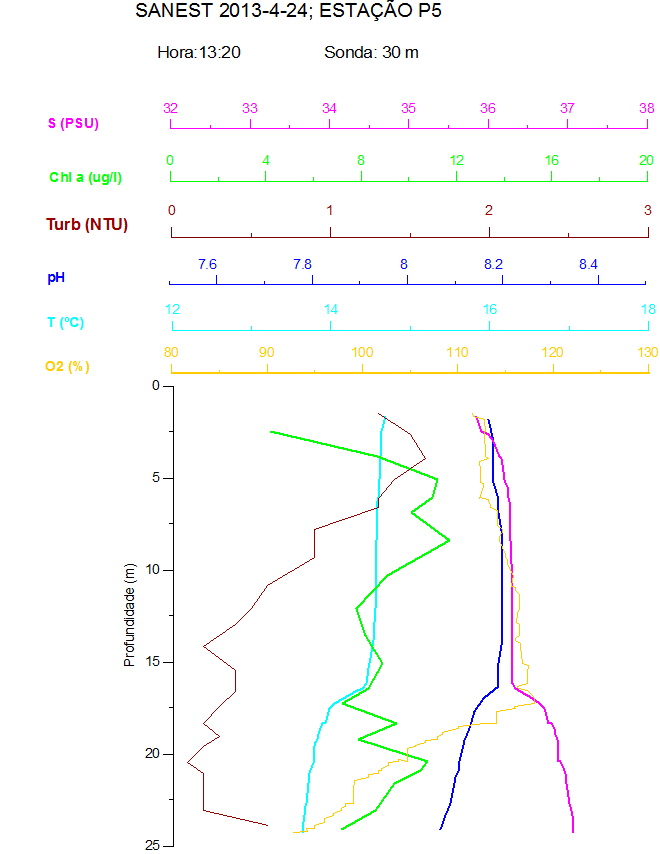 SANEST 2013-4-24; ESTAÇÃO P5
Hora:13:20 Sonda: 30 m
32 33 34 35 36 37 38
S (PSU)
0 4 8 12 16 20
Chl a (ug/l)
0 1 2 3
Turb (NTU)
7.6 7.8 8 8.2 8.4
pH
12 14 16 18
T (ºC)
80 90 100 110 120 130
O2 (%)
0
5
10
15
20
25
Profundidade (m)